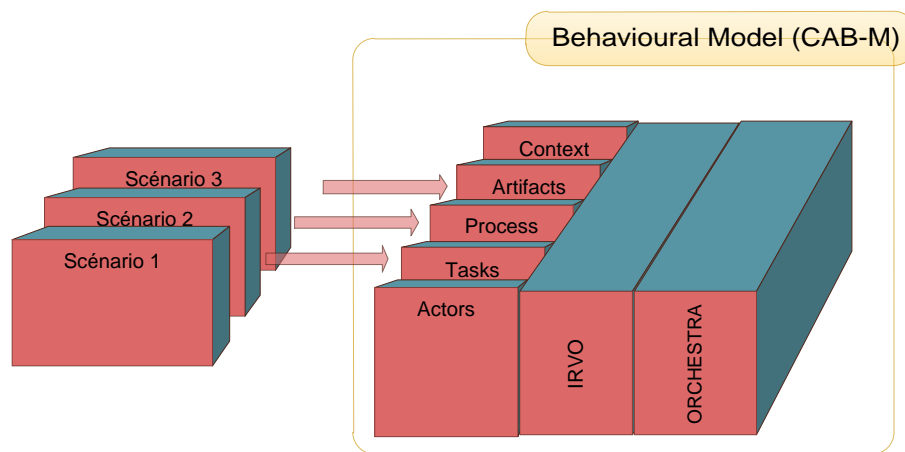 Behavioural Model (CAB-M)
Scénario 3
Scénario 2
Scénario 1
Context
Artifacts
Process
Tasks
Actors
IRVO
ORCHESTRA